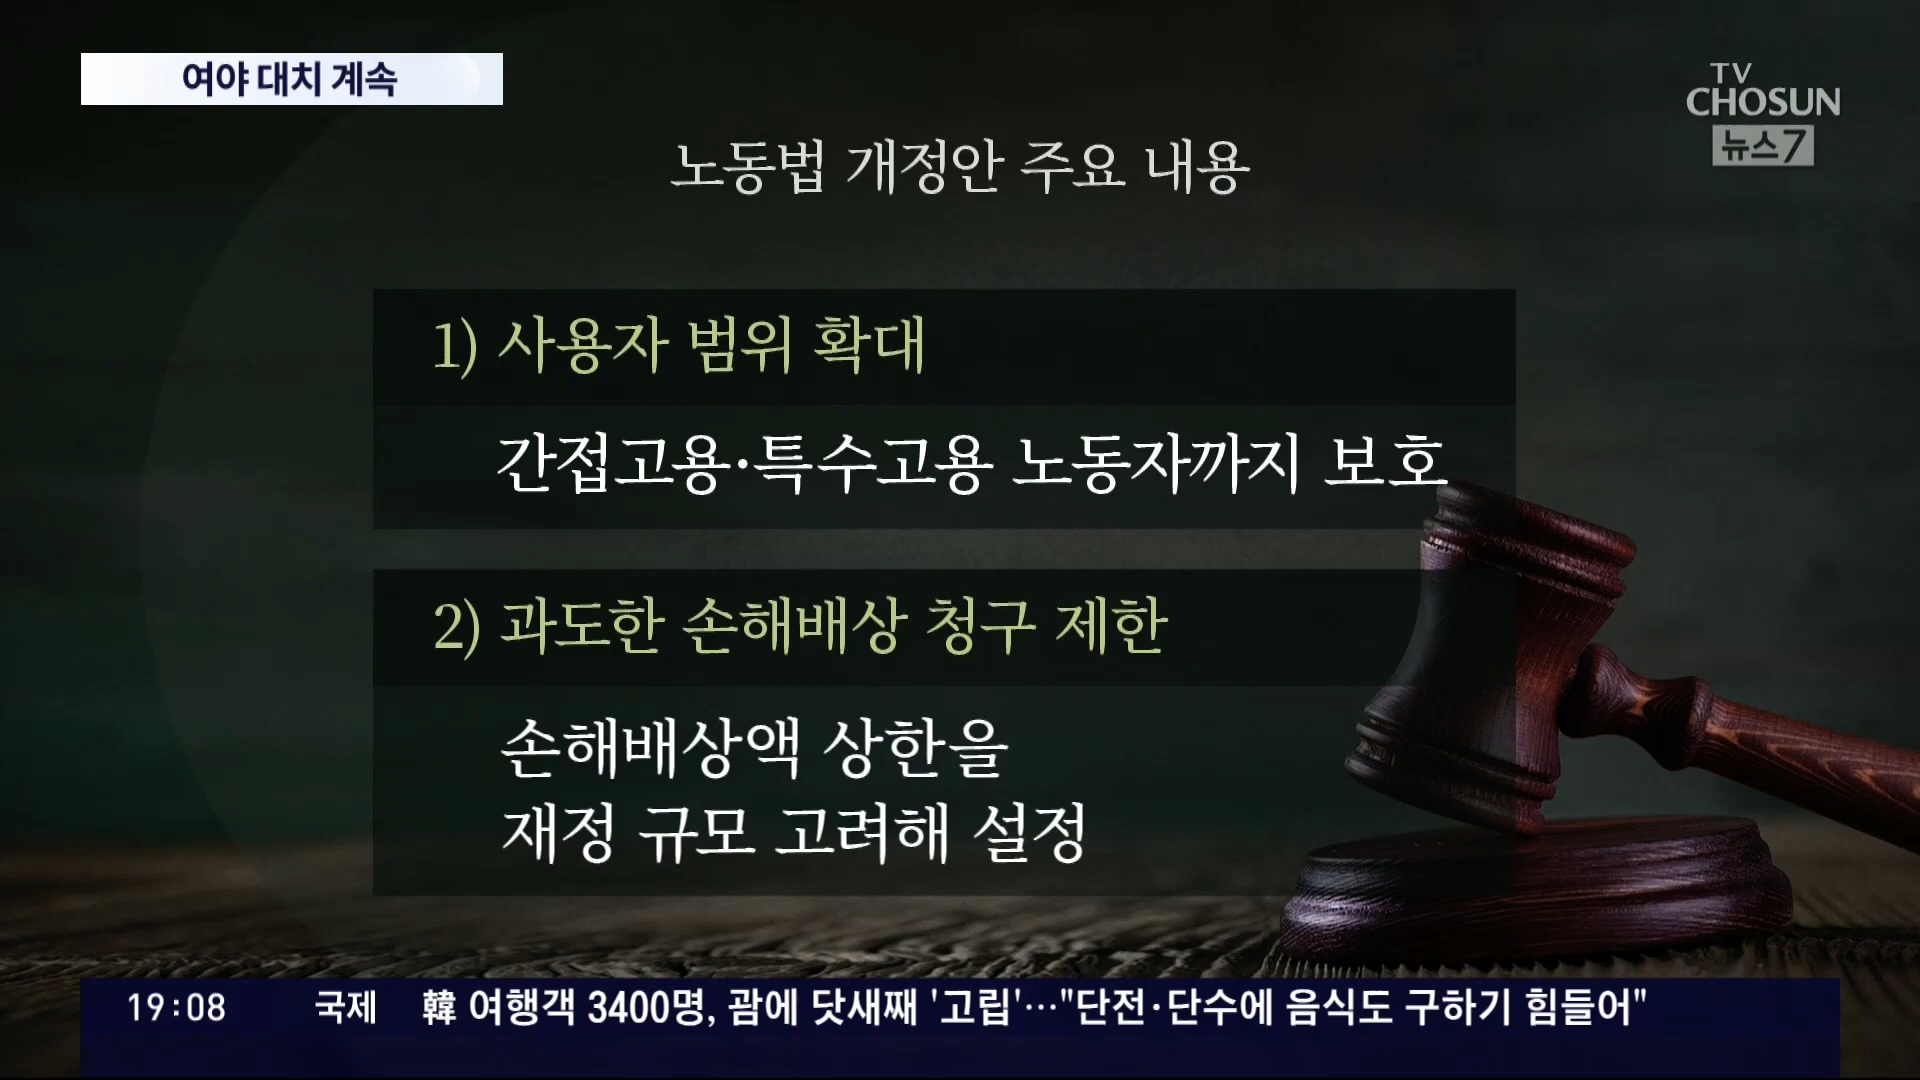 여야 대치 계속
TV
CHOSUN
뉴스7
노동법 개정안 주요 내용
1) 사용자 범위 확대
간접고용·특수고용 노동자까지 보호
2) 과도한 손해배상 청구 제한
손해배상액 상한을
재정 규모 고려해 설정
19:08 국제 韓 여행객 3400명, 괌에 닷새째 '고립'…"단전·단수에 음식도 구하기 힘들어"